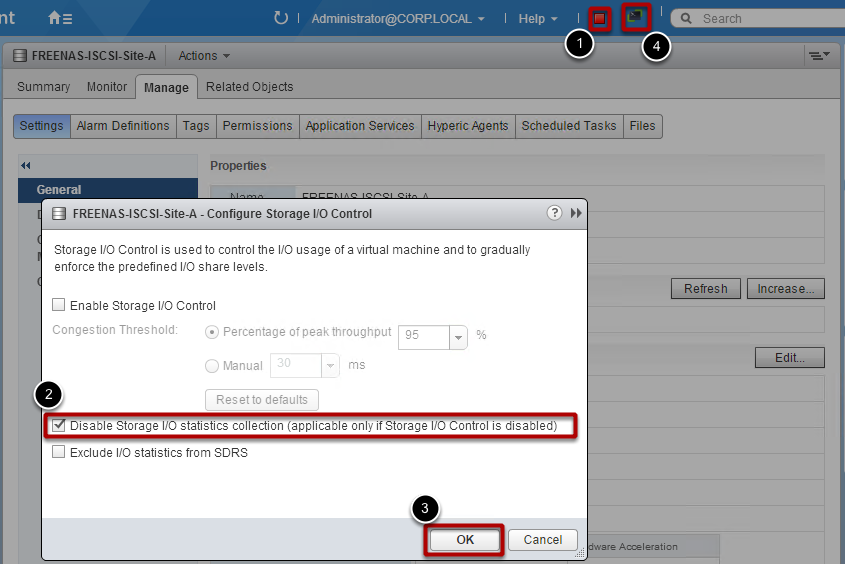 nt
Administrator@CORP.LOCAL
Help
Search
1
4
FREENAS-ISCSI-Site-A
Actions
Summary
Monitor
Manage
Related Objects
Settings
Alarm Definitions
Tags
Permissions
Application Services
Hyperic Agents
Scheduled Tasks
Files
Properties
General
Name
FREENAS-ISCSI-Site-A
FREENAS-ISCSI-Site-A - Configure Storage I/O Control
?
Storage I/O Control is used to control the I/O usage of a virtual machine and to gradually
enforce the predefined I/O share levels.
Refresh
Increase...
Enable Storage I/O Control
Congestion Threshold:
Percentage of peak throughput
95
%
Edit...
Manual
30
ms
Reset to defaults
2
Disable Storage I/O statistics collection (applicable only if Storage I/O Control is disabled)
Exclude I/O statistics from SDRS
3
OK
Cancel
dware Acceleration